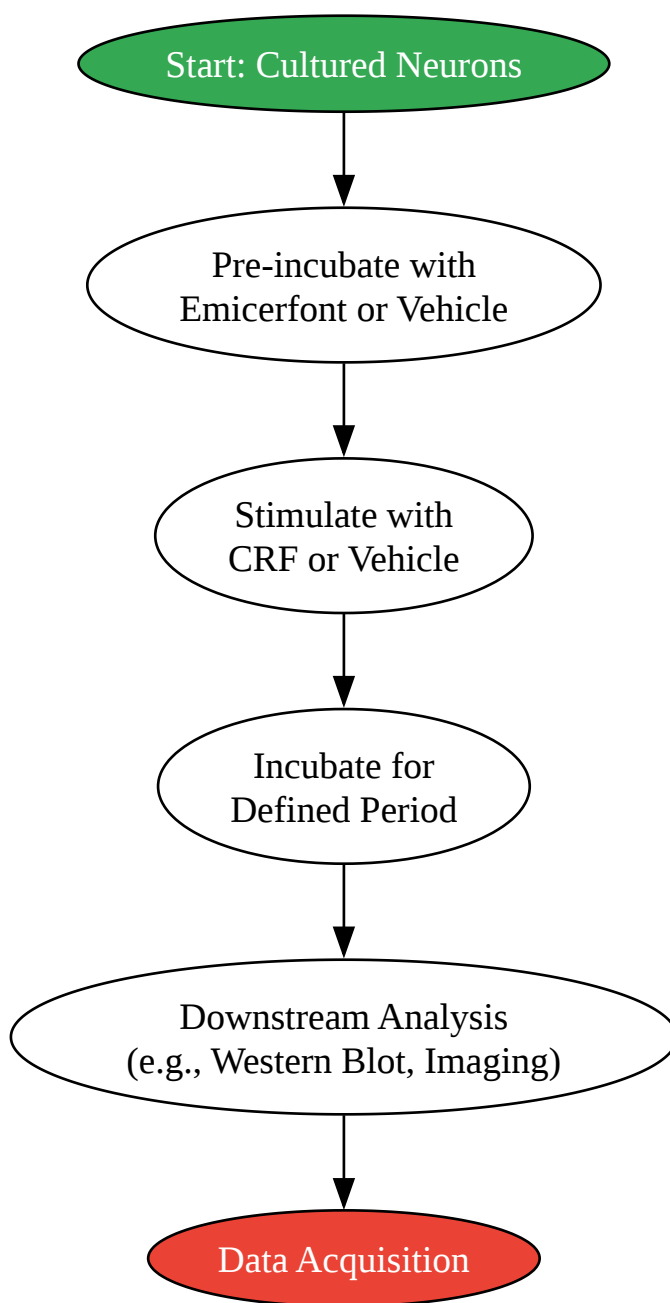 Start: Cultured Neurons
Pre-incubate with
Emicerfont or Vehicle
Stimulate with
CRF or Vehicle
Incubate for
Defined Period
Downstream Analysis
(e.g., Western Blot, Imaging)
Data Acquisition